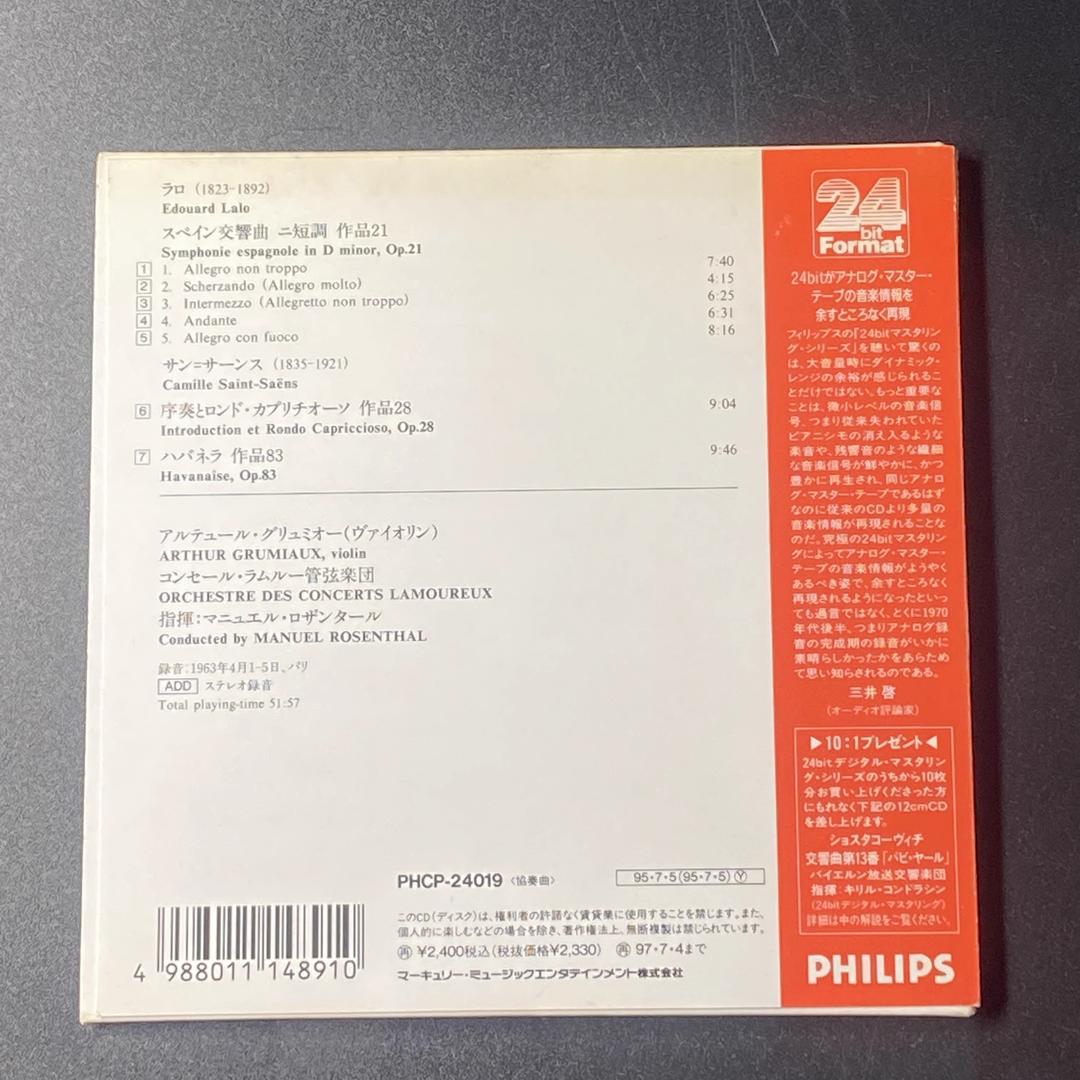 ラロ (1823-1892)
Edouard Lalo
スペイン交響曲 ニ短調 作品21
Symphonie espagnole in D minor, Op.21
1 1. Allegro non troppo 7:40
2 2. Scherzando (Allegro molto) 4:15
3 3. Intermezzo (Allegretto non troppo) 6:25
4 4. Andante 6:31
5 5. Allegro con fuoco 8:16
サン=サーンス (1835-1921)
Camille Saint-Saëns
6 序奏とロンド・カプリチオーソ 作品28 9:04
Introduction et Rondo Capriccioso, Op.28
7 ハバネラ 作品83 9:46
Havanaise, Op.83
アルテュール・グリュミオー(ヴァイオリン)
ARTHUR GRUMIAUX, violin
コンセール・ラムルー管弦楽団
ORCHESTRE DES CONCERTS LAMOUREUX
指揮:マニュエル・ロザンタール
Conducted by MANUEL ROSENTHAL
録音:1963年4月1-5日、パリ
ADD ステレオ録音
Total playing-time 51:57
PHCP-24019 〈協奏曲〉
95・7・5(95・7・5)Ⓨ
このCD(ディスク)は、権利者の許諾なく賃貸業に使用することを禁じます。また、
個人的に楽しむなどの場合を除き、著作権法上、無断複製は禁じられています。
再 ¥2,400税込(税抜価格¥2,330) 再 97・7・4まで
マーキュリー・ミュージックエンタテインメント株式会社
4 988011 148910
24
bit
Format
24bitがアナログ・マスター・
テープの音楽情報を
余すところなく再現
フィリップスの「24bitマスタリン
グ・シリーズ」を聴いて驚くの
は、大音量時にダイナミック・
レンジの余裕が感じられるこ
とだけではない。もっと重要な
ことは、微小レベルの音楽信
号、つまり従来失われていた
ピアニシモの消え入るような
楽音や、残響音のような繊細
な音楽信号が鮮やかに、かつ
豊かに再生され、同じアナロ
グ・マスター・テープであるはず
なのに従来のCDより多量の
音楽情報が再現されることな
のだ。究極の24bitマスタリン
グによってアナログ・マスター・
テープの音楽情報がようやく
あるべき姿で、余すところなく
再現されるようになったといっ
ても過言ではなく、とくに1970
年代後半、つまりアナログ録
音の完成期の録音がいかに
素晴らしかったかをあらため
て思い知らされるのである。
三井 啓
(オーディオ評論家)
▶10:1プレゼント◀
24bitデジタル・マスタリン
グ・シリーズのうちから10枚
分お買い上げくださった方
にもれなく下記の12cmCD
を差し上げます。
ショスタコーヴィチ
交響曲第13番「バビ・ヤール」
バイエルン放送交響楽団
指揮:キリル・コンドラシン
(24bitデジタル・マスタリング)
詳細は中の解説をご覧ください。
PHILIPS